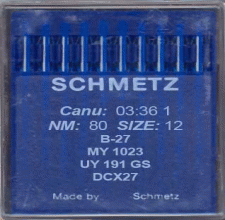 SCHMETZ
Canu: 03:36 1
NM: 80 SIZE: 12
B-27
MY 1023
UY 191 GS
DCX27
Made by Schmetz